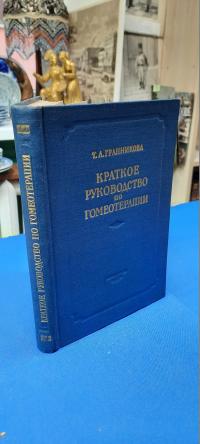 Т. А. ГРАННИКОВА
КРАТКОЕ
РУКОВОДСТВО
ПО
ГОМЕОТЕРАПИИ
КРАТКОЕ РУКОВОДСТВО ПО ГОМЕОТЕРАПИИ